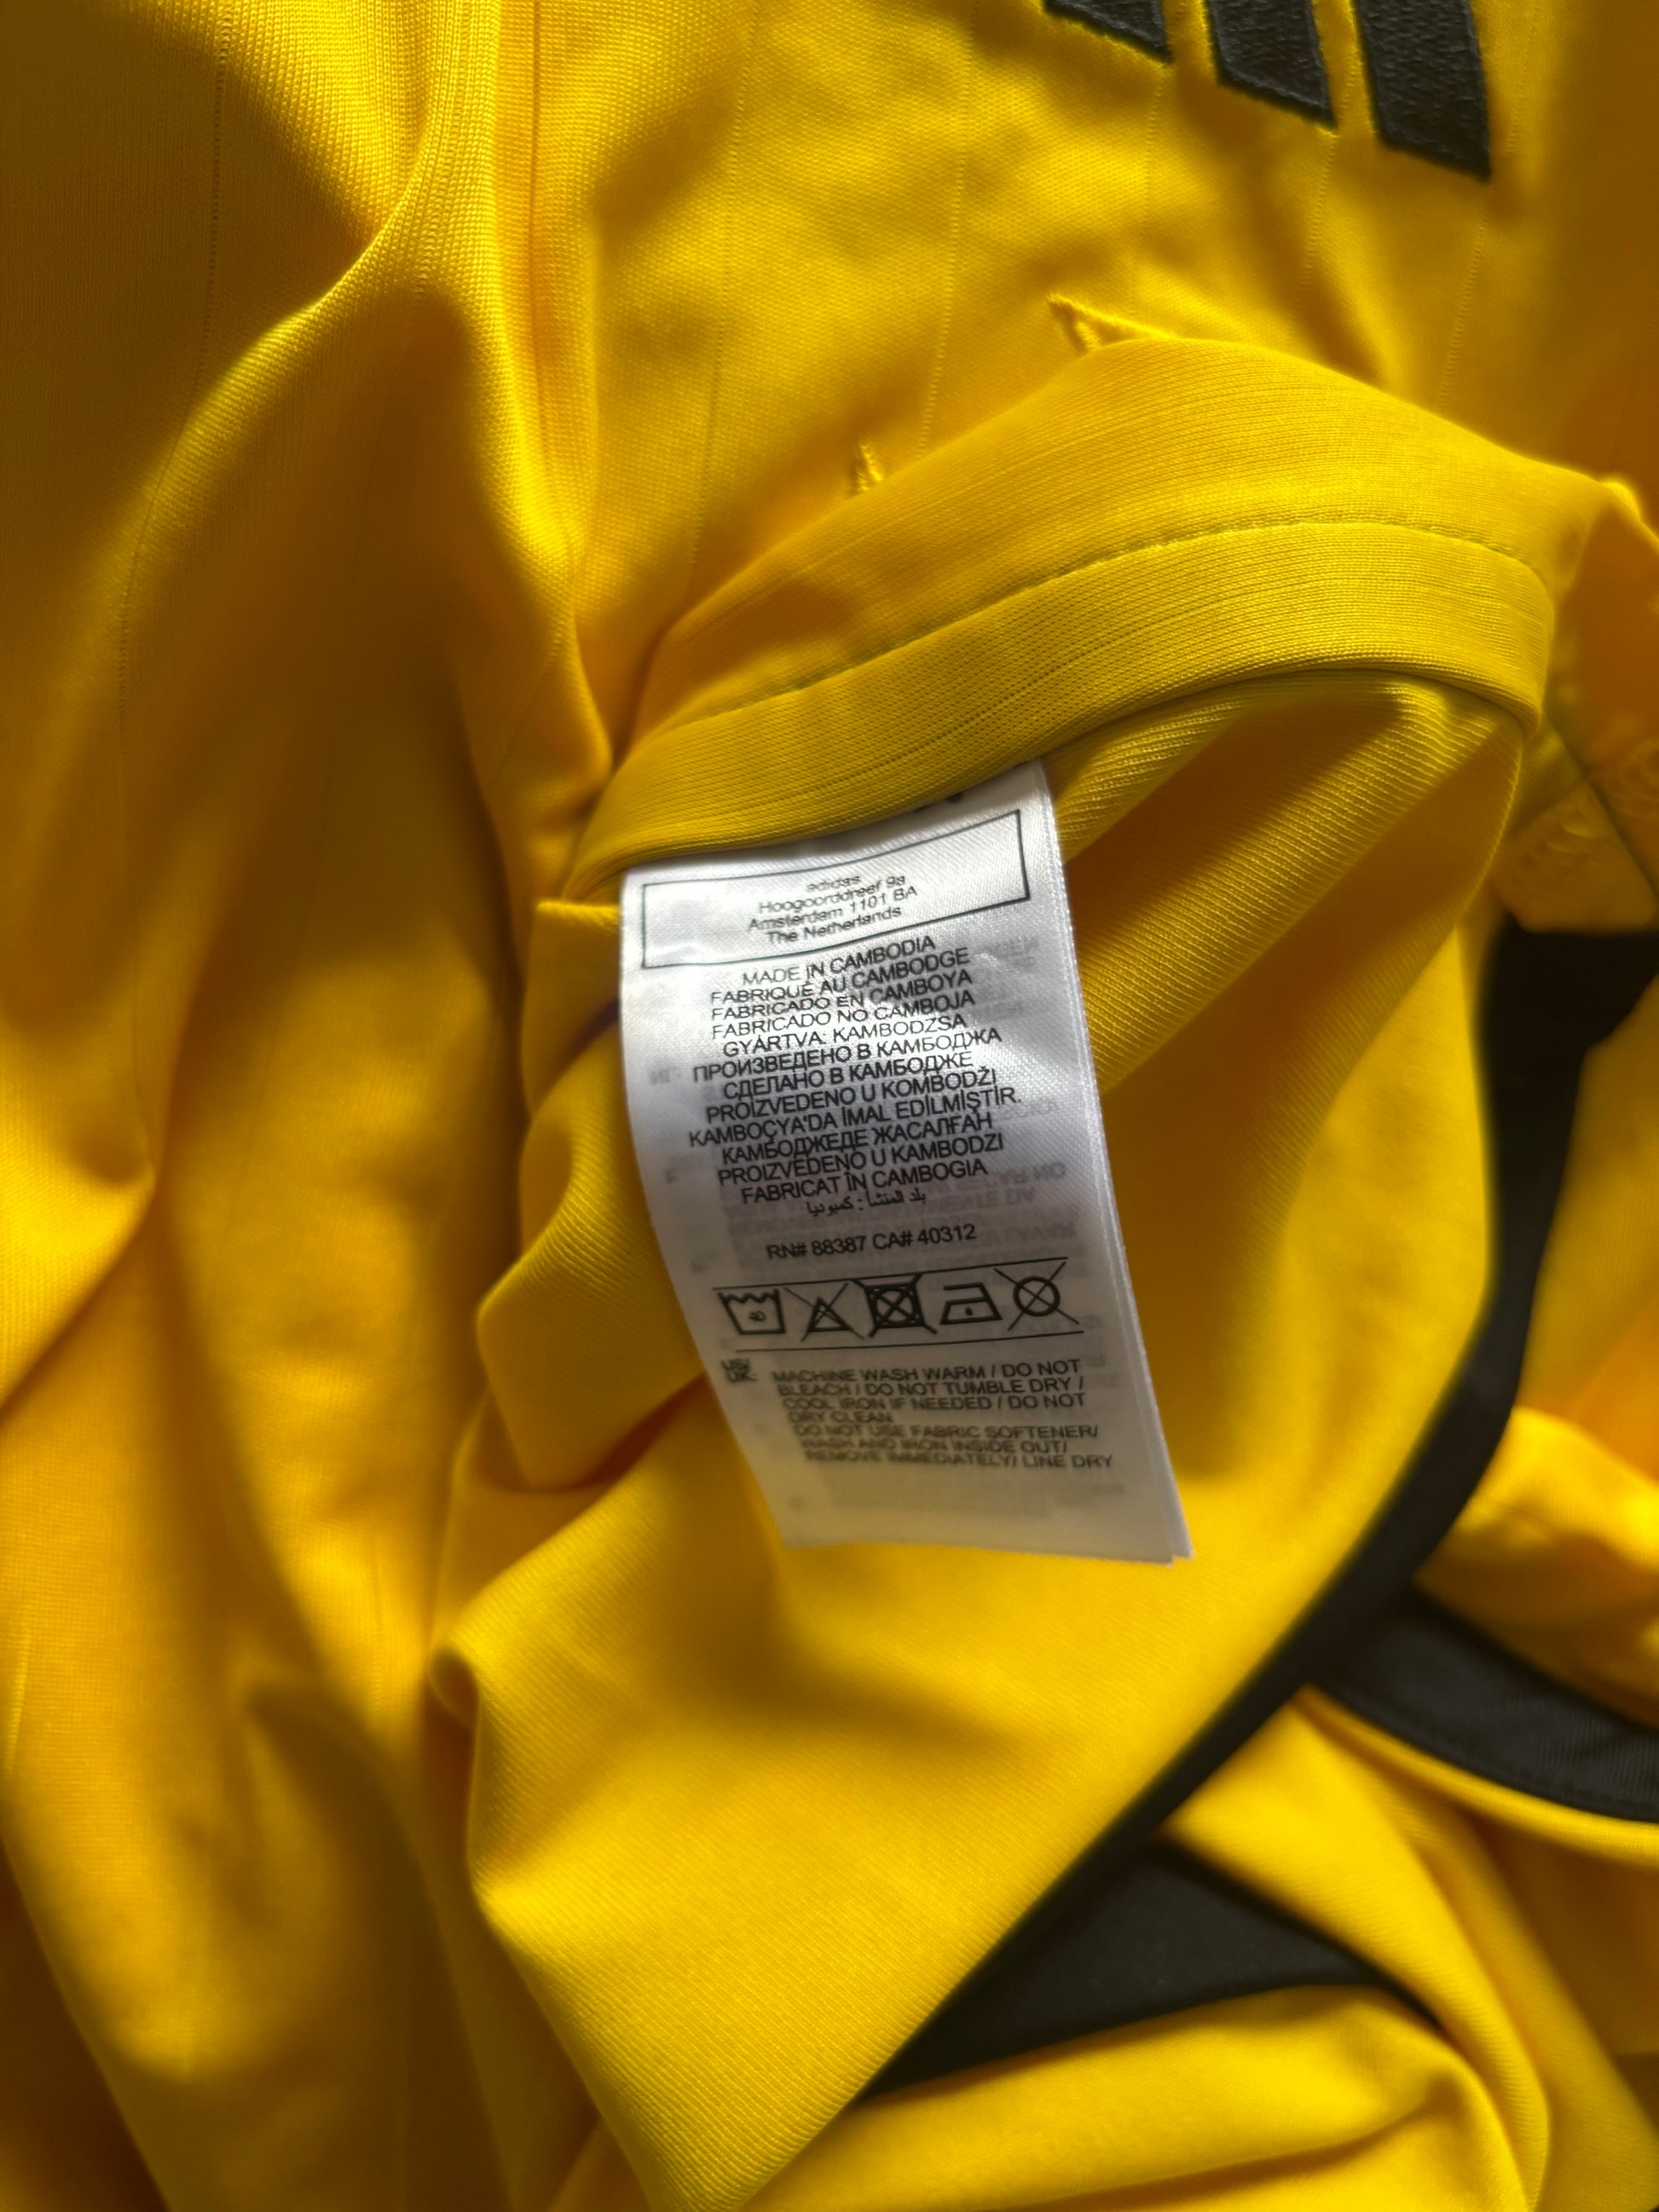 adidas
Hoogoorddreef 9a
Amsterdam 1101 BA
The Netherlands
MADE IN CAMBODIA
FABRIQUÉ AU CAMBODGE
FABRICADO EN CAMBOYA
FABRICADO NO CAMBOJA
GYÁRTVA: KAMBODZSA
ПРОИЗВЕДЕНО В КАМБОДЖА
СДЕЛАНО В КАМБОДЖЕ
PROIZVEDENO U KOMBODŽI
KAMBOÇYA'DA İMAL EDİLMİŞTİR.
КАМБОДЖЕДЕ ЖАСАЛҒАН
PROIZVEDENO U KAMBODZI
FABRICAT ÎN CAMBOGIA
بلد المنشأ : كمبوديا
RN# 88387 CA# 40312
40
US/
UK:
MACHINE WASH WARM / DO NOT
BLEACH / DO NOT TUMBLE DRY /
COOL IRON IF NEEDED / DO NOT
DRY CLEAN
DO NOT USE FABRIC SOFTENER/
WASH AND IRON INSIDE OUT/
REMOVE IMMEDIATELY/ LINE DRY